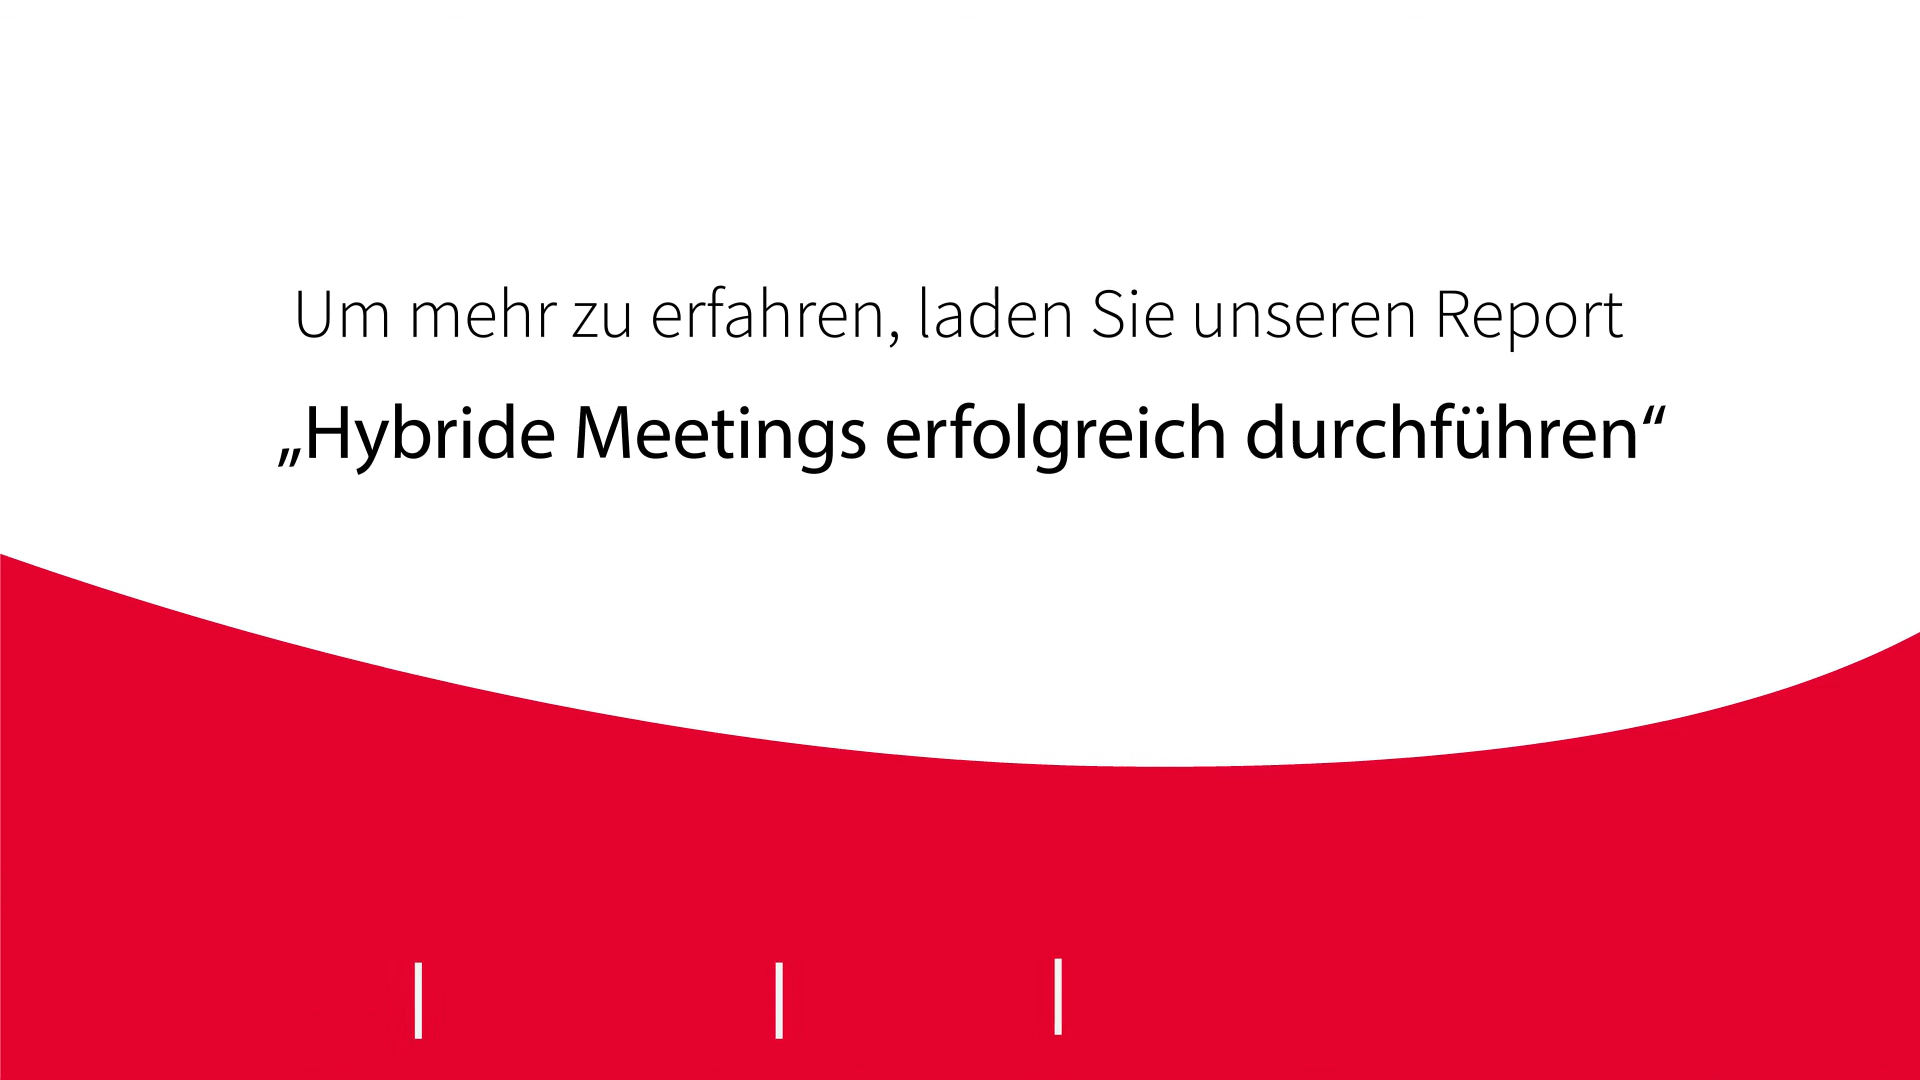 Um mehr zu erfahren, laden Sie unseren Report
„Hybride Meetings erfolgreich durchführen“